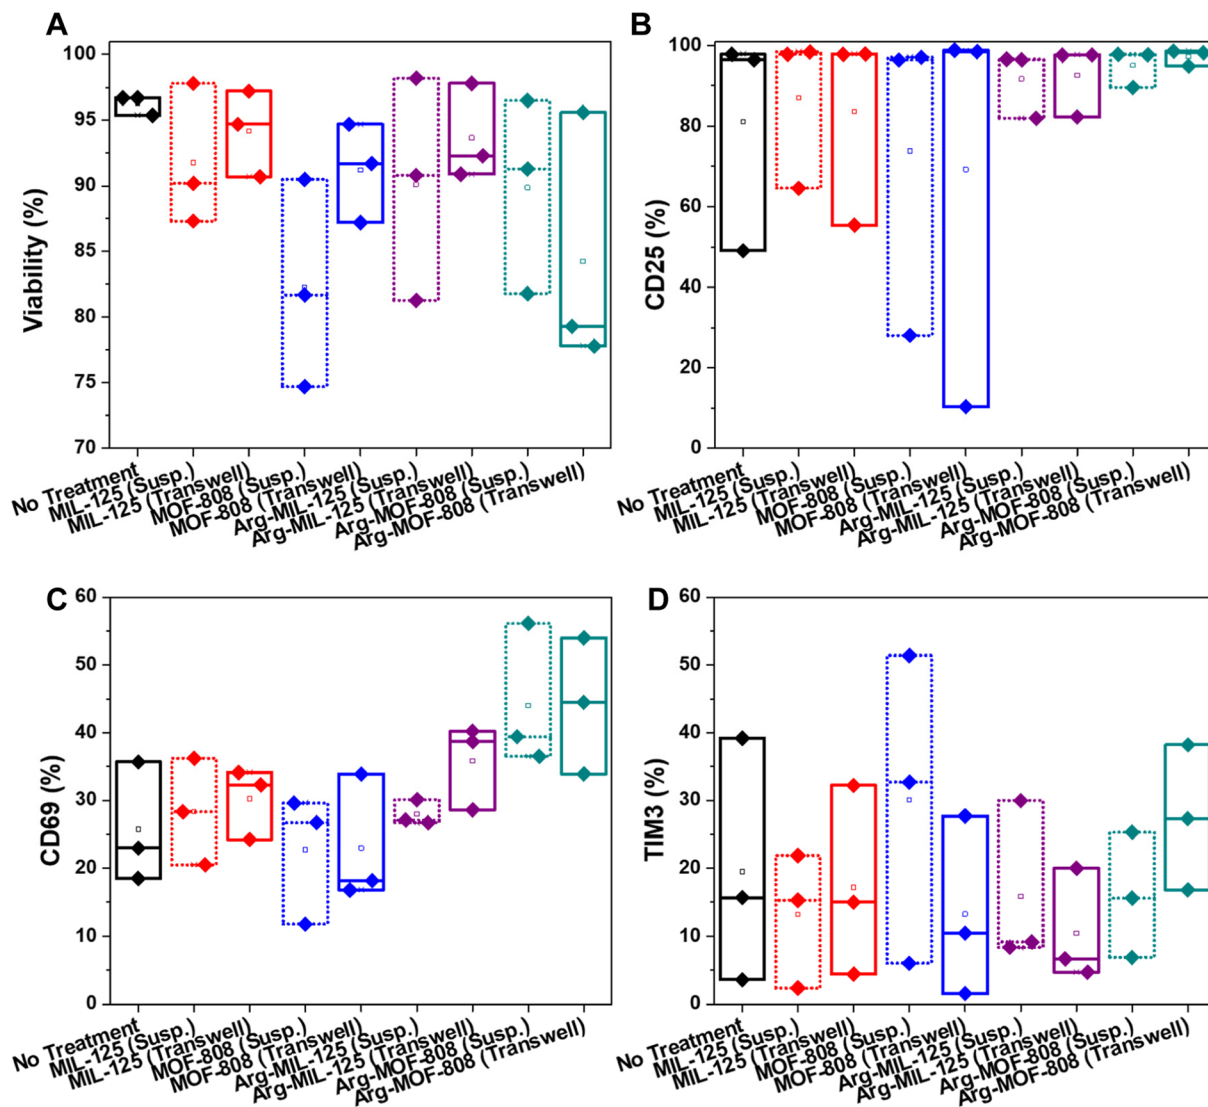 A
Viability (%)
100
95
90
85
80
75
70
No Treatment
MIL-125 (Susp.)
MIL-125 (Transwell)
MOF-808 (Susp.)
MOF-808 (Transwell)
Arg-MIL-125 (Susp.)
Arg-MIL-125 (Transwell)
Arg-MOF-808 (Susp.)
Arg-MOF-808 (Transwell)
B
CD25 (%)
100
80
60
40
20
0
No Treatment
MIL-125 (Susp.)
MIL-125 (Transwell)
MOF-808 (Susp.)
MOF-808 (Transwell)
Arg-MIL-125 (Susp.)
Arg-MIL-125 (Transwell)
Arg-MOF-808 (Susp.)
Arg-MOF-808 (Transwell)
C
CD69 (%)
60
50
40
30
20
10
0
No Treatment
MIL-125 (Susp.)
MIL-125 (Transwell)
MOF-808 (Susp.)
MOF-808 (Transwell)
Arg-MIL-125 (Susp.)
Arg-MIL-125 (Transwell)
Arg-MOF-808 (Susp.)
Arg-MOF-808 (Transwell)
D
TIM3 (%)
60
50
40
30
20
10
0
No Treatment
MIL-125 (Susp.)
MIL-125 (Transwell)
MOF-808 (Susp.)
MOF-808 (Transwell)
Arg-MIL-125 (Susp.)
Arg-MIL-125 (Transwell)
Arg-MOF-808 (Susp.)
Arg-MOF-808 (Transwell)